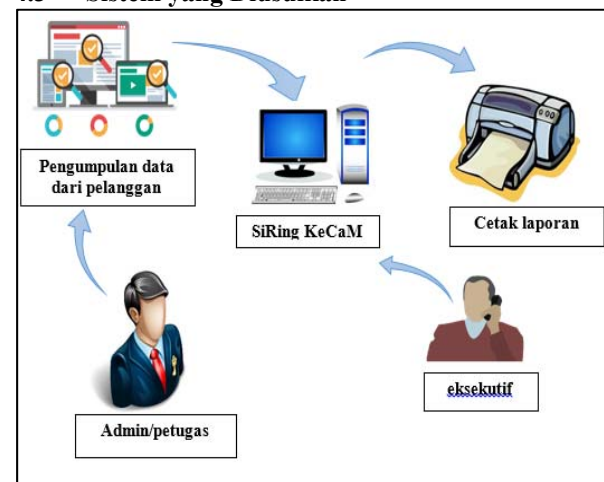 Sistem yang Diusulkan
Pengumpulan data
dari pelanggan
SiRing KeCaM
Cetak laporan
Admin/petugas
eksekutif